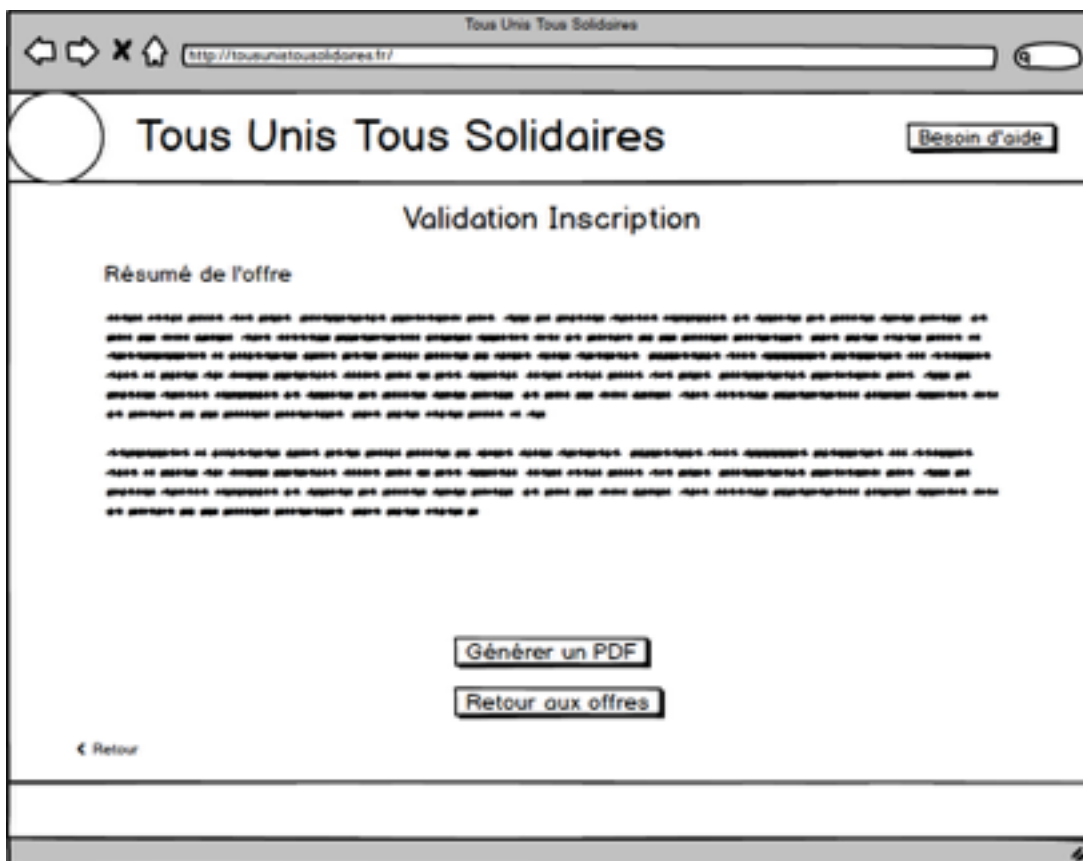 Tous Unis Tous Solidaires
http://tousunistousolidaires.fr/
Tous Unis Tous Solidaires
Besoin d'aide
Validation Inscription
Résumé de l'offre
Générer un PDF
Retour aux offres
Retour